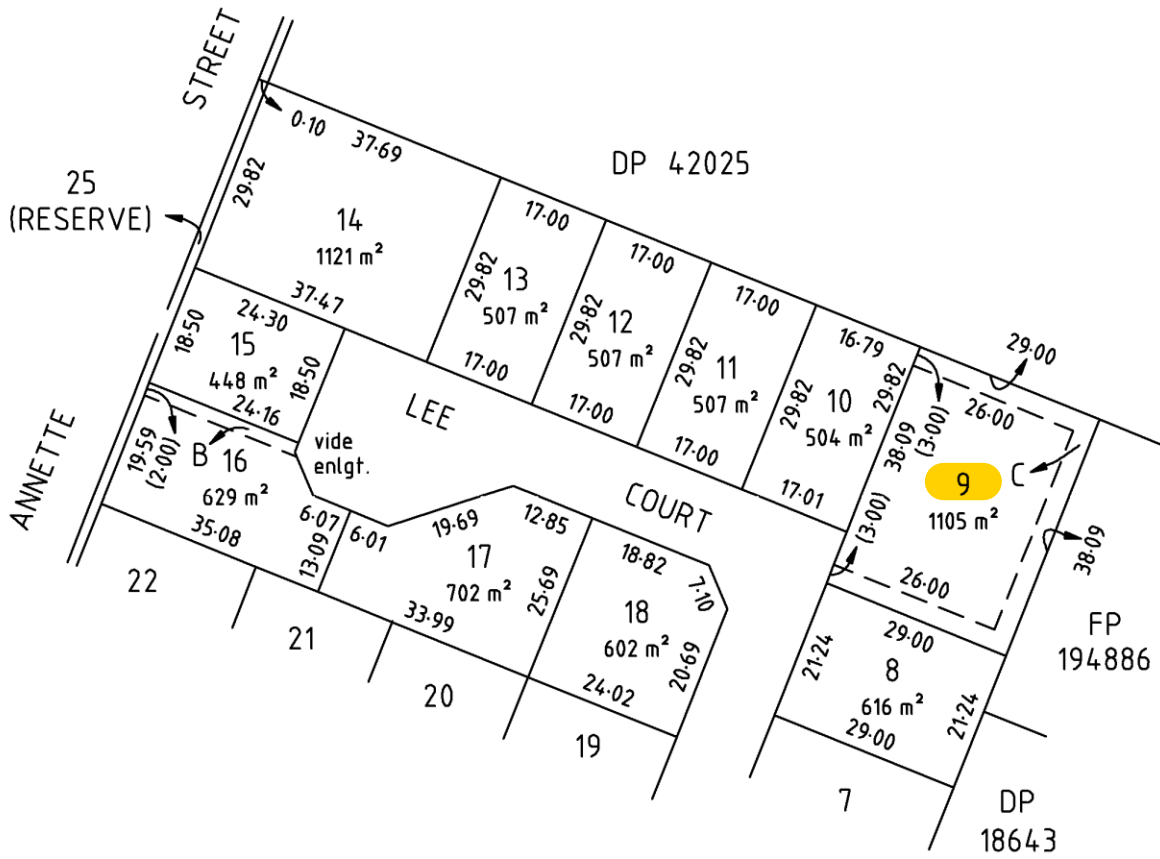 STREET
0·10
37·69
DP 42025
25
(RESERVE)
29·82
14
1121 m²
37·47
17·00
29·82
13
507 m²
17·00
17·00
29·82
12
507 m²
17·00
17·00
29·82
11
507 m²
17·00
16·79
29·82
29·82
10
504 m²
17·01
29·00
38·09
(3·00)
26·00
9
C
1105 m²
(3·00)
26·00
38·09
FP
194886
18·50
24·30
15
448 m²
18·50
24·16
LEE
COURT
vide
enlgt.
ANNETTE
19·59
(2·00)
B
16
629 m²
35·08
6·07
13·09
6·01
19·69
12·85
17
702 m²
33·99
25·69
18·82
7·10
18
602 m²
20·69
24·02
29·00
21·24
8
616 m²
21·24
29·00
22
21
20
19
7
DP
18643